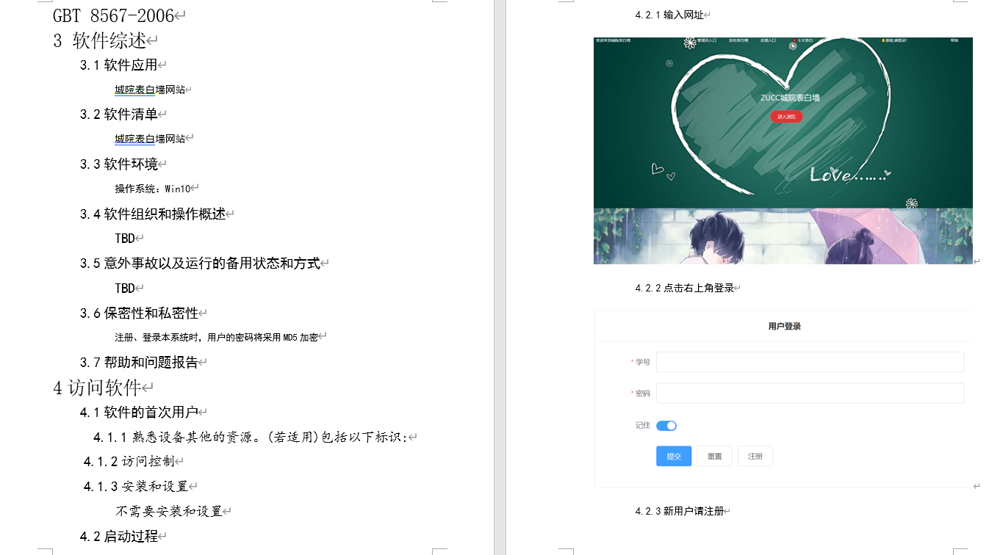 GBT 8567-2006
3 软件综述
3.1 软件应用
城院表白墙网站
3.2 软件清单
城院表白墙网站
3.3 软件环境
操作系统：Win10
3.4 软件组织和操作概述
TBD
3.5 意外事故以及运行的备用状态和方式
TBD
3.6 保密性和私密性
注册、登录本系统时，用户的密码将采用 MD5 加密
3.7 帮助和问题报告
4 访问软件
4.1 软件的首次用户
4.1.1 熟悉设备其他的资源。(若适用)包括以下标识:
4.1.2 访问控制
4.1.3 安装和设置
不需要安装和设置
4.2 启动过程
4.2.1 输入网址
欢迎来到城院表白墙 管理员入口 发布表白墙 后题入口 十大表白 游客,请登录! 帮助
ZUCC城院表白墙
进入浏览
Love......
4.2.2 点击右上角登录
用户登录
* 学号
* 密码
记住
提交 重置 注册
4.2.3 新用户请注册